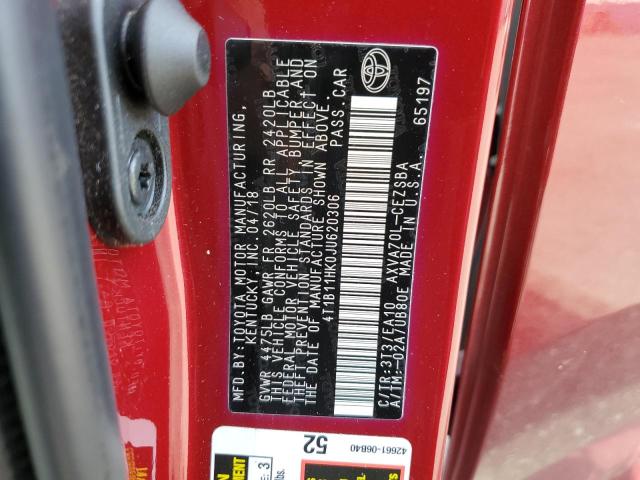 MFD. BY: TOYOTA MOTOR MANUFACTURING,
KENTUCKY, INC. 04/18
GVWR 4475LB GAWR FR 2620LB RR 2420LB
THIS VEHICLE CONFORMS TO ALL APPLICABLE
FEDERAL MOTOR VEHICLE SAFETY, BUMPER, AND
THEFT PREVENTION STANDARDS IN EFFECT ON
THE DATE OF MANUFACTURE SHOWN ABOVE.
4T1B11HK0JU620306 PASS. CAR
C/TR:3T3/EA10 AXVA70L-CEZSBA
A/TM:-02A/UB80E MADE IN U.S.A. 65197
52
42661-06B40